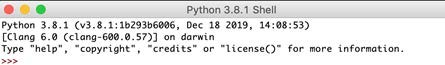 Python 3.8.1 Shell
Python 3.8.1 (v3.8.1:1b293b6006, Dec 18 2019, 14:08:53)
[Clang 6.0 (clang-600.0.57)] on darwin
Type "help", "copyright", "credits" or "license()" for more information.
>>>